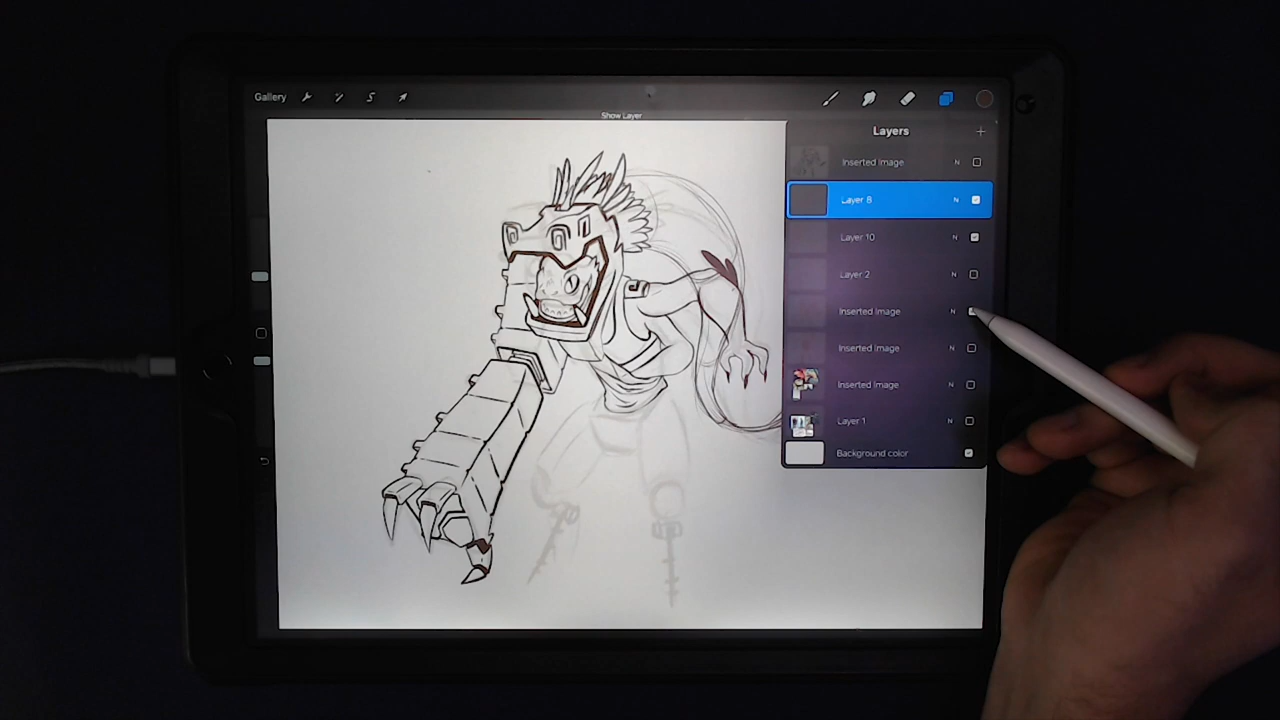 Gallery
Show Layer
Layers
Inserted Image N
Layer 8 N
Layer 10 N
Layer 2 N
Inserted Image N
Inserted Image N
Inserted Image N
Layer 1 N
Background color